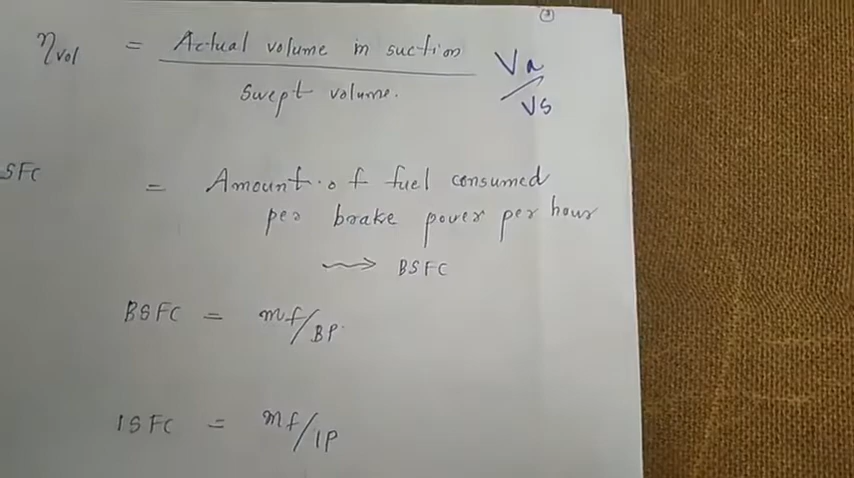 ③
ηvol = Actual volume in suction / swept volume. Va/Vs
SFC = Amount of fuel consumed
per brake power per hour
⟿ BSFC
BSFC = mf/BP
ISFC = mf/IP